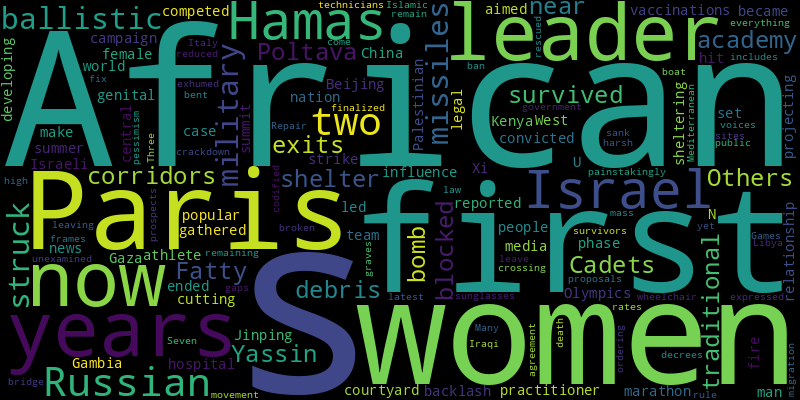 ballistic
competed
technicians Islamic
remain
Hamas
leader
aimed
near
vaccinations became
everything
African
campaign
Italy
reduced
female
world
genital
developing
fix
exhumed
bent
Poltava
come
China
Beijing
nation
finalized
missiles
military
central
summit
Palestinian
rescued
ban
includes
academy
hit
boat
survived
legal
Kenya West
government
convicted
sank
harsh
voices
sites
public
set
sheltering
Mediterranean
projecting
make
case
two
Repair
exits
crackdown
pessimism
Three
summer
Israeli
strike
Xi
U
painstakingly
Paris
corridors
shelter
influence
first
Israel
Others
high
prospects
popular
gathered
codified
led
team
law
reported
people
mass
N
yet
Games
Libya
relationship
struck
leaving
frames
news
unexamined
Gaza
athlete
remaining
broken
graves
bomb
blocked
media
leave
crossing
phase
survivors
Cadets
traditional
now
ended
gaps
cutting
Fatty
debris
latest
sunglasses
proposals
Olympics
wheelchair
expressed
years
S
women
Gambia
Seven
Jinping
Yassin
hospital
Many
Iraqi
agreement
death
rates
ordering
decrees
fire
rule
man
migration
bridge
Russian
movement
courtyard
backlash
practitioner
marathon